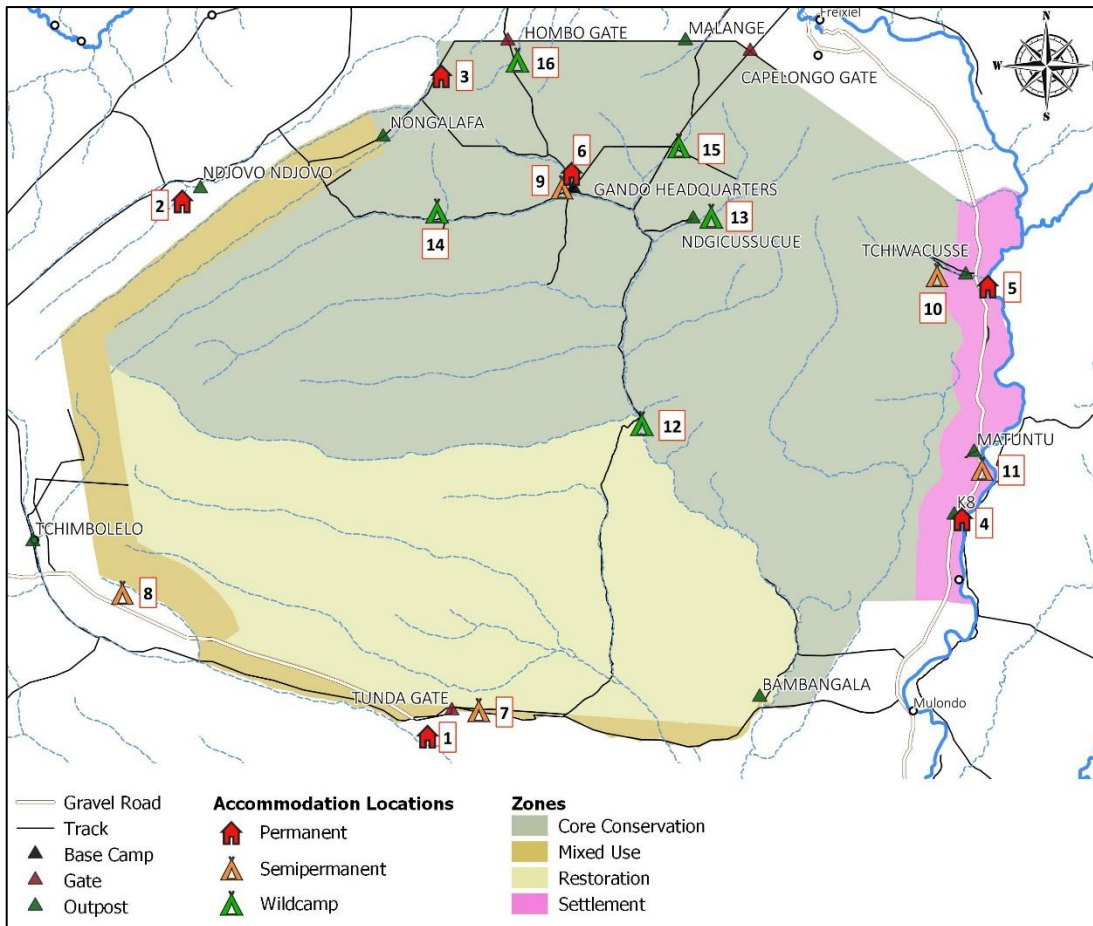 Freixiel
HOMBO GATE
MALANGE
N
W
E
S
16
3
CAPELONGO GATE
NONGALAFA
6
15
NDJOVO NDJOVO
9
GANDO HEADQUARTERS
2
13
14
NDGICUSSUCUE
TCHIWACUSSE
10
5
12
MATUNTU
11
K8
4
TCHIMBOLELO
8
BAMBANGALA
TUNDA GATE
7
Mulondo
1
Gravel Road
Track
Base Camp
Gate
Outpost
Accommodation Locations
Permanent
Semipermanent
Wildcamp
Zones
Core Conservation
Mixed Use
Restoration
Settlement